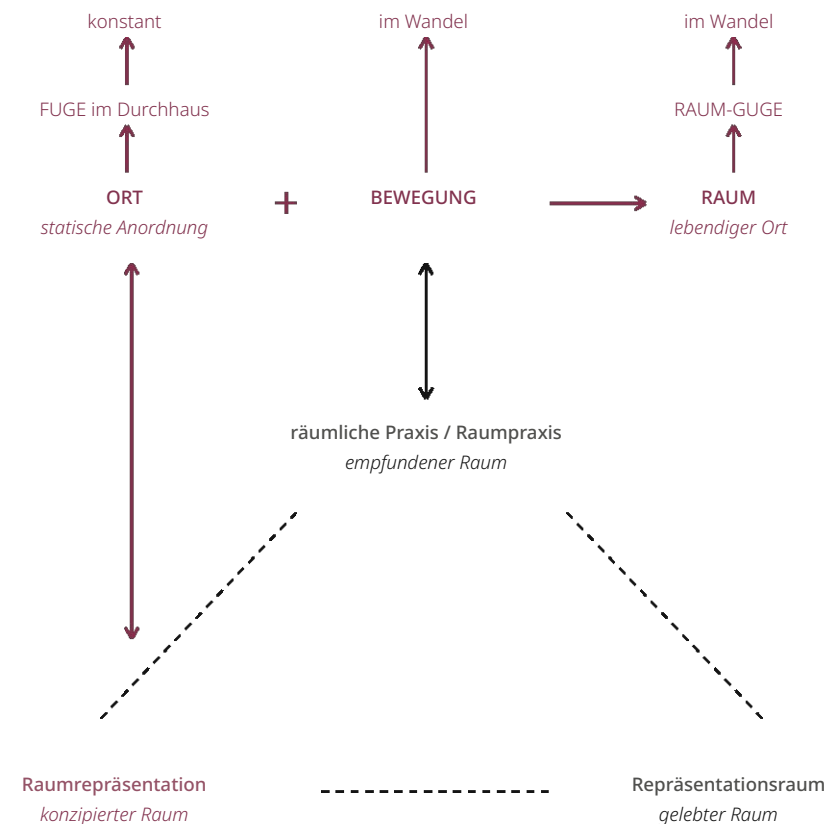 konstant
im Wandel
im Wandel
FUGE im Durchhaus
RAUM-GUGE
ORT
+
BEWEGUNG
RAUM
statische Anordnung
lebendiger Ort
räumliche Praxis / Raumpraxis
empfundener Raum
Raumrepräsentation
Repräsentationsraum
konzipierter Raum
gelebter Raum